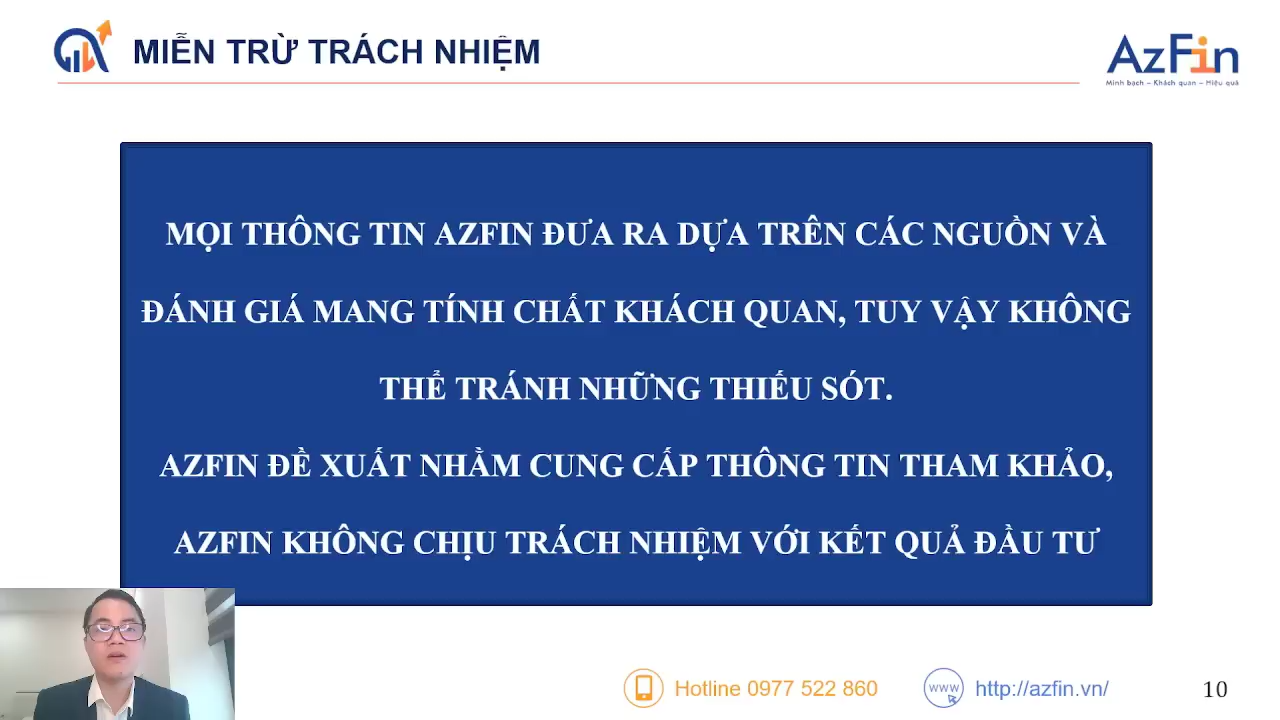 MIỄN TRỪ TRÁCH NHIỆM
AzFin
Minh bạch – Khách quan – Hiệu quả
MỌI THÔNG TIN AZFIN ĐƯA RA DỰA TRÊN CÁC NGUỒN VÀ
ĐÁNH GIÁ MANG TÍNH CHẤT KHÁCH QUAN, TUY VẬY KHÔNG
THỂ TRÁNH NHỮNG THIẾU SÓT.
AZFIN ĐỀ XUẤT NHẰM CUNG CẤP THÔNG TIN THAM KHẢO,
AZFIN KHÔNG CHỊU TRÁCH NHIỆM VỚI KẾT QUẢ ĐẦU TƯ
Hotline 0977 522 860
www
http://azfin.vn/
10